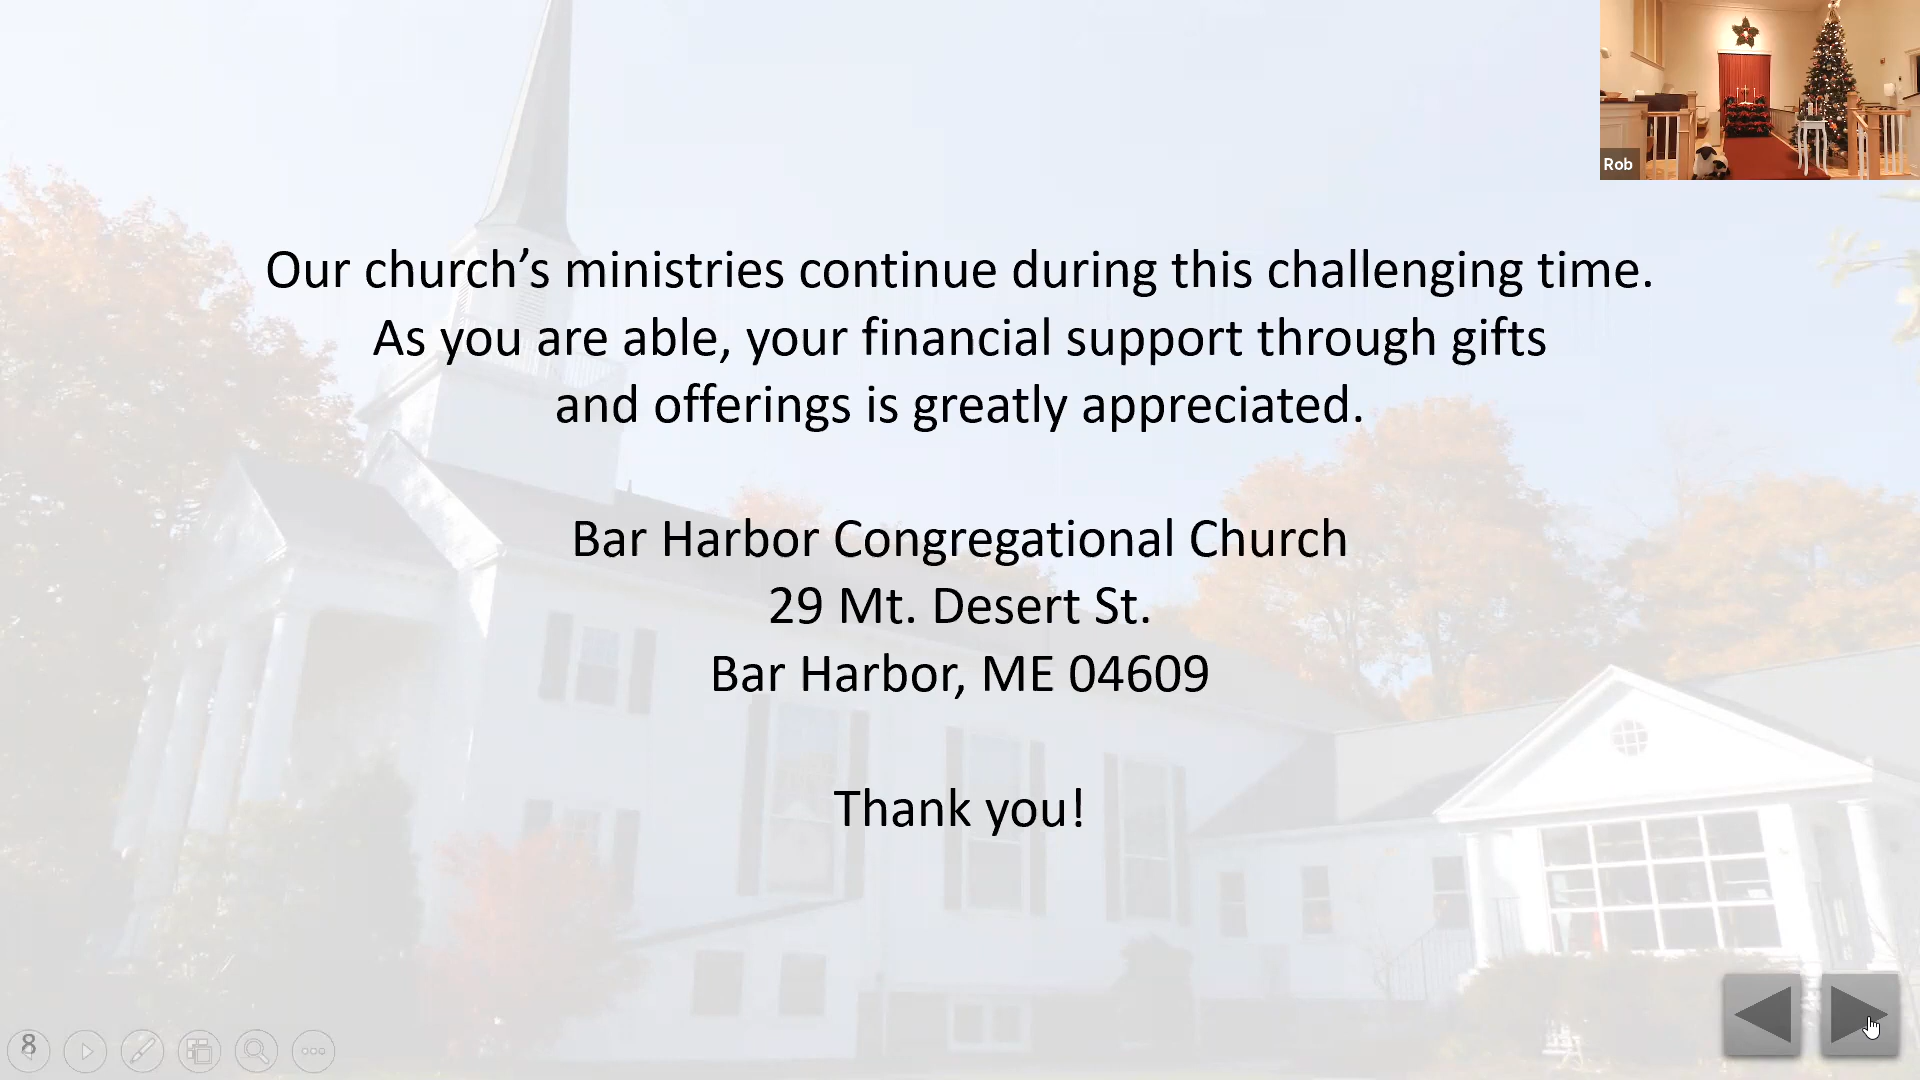 Rob
Our church’s ministries continue during this challenging time.
As you are able, your financial support through gifts
and offerings is greatly appreciated.
Bar Harbor Congregational Church
29 Mt. Desert St.
Bar Harbor, ME 04609
Thank you!
8